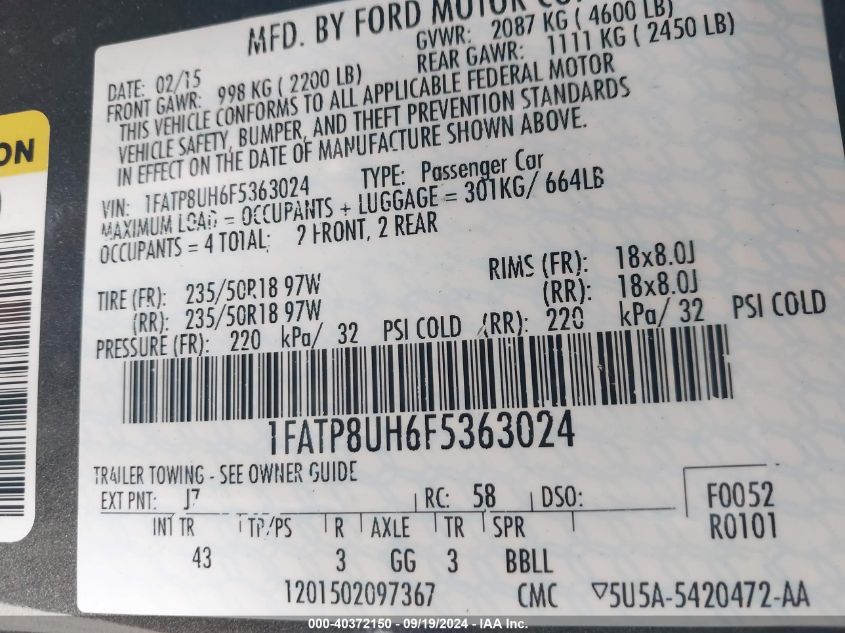 MFD. BY FORD MOTOR CO
DATE: 02/15 GVWR: 2087 KG ( 4600 LB)
FRONT GAWR: 998 KG ( 2200 LB) REAR GAWR: 1111 KG ( 2450 LB)
THIS VEHICLE CONFORMS TO ALL APPLICABLE FEDERAL MOTOR
VEHICLE SAFETY, BUMPER, AND THEFT PREVENTION STANDARDS
IN EFFECT ON THE DATE OF MANUFACTURE SHOWN ABOVE.
ON
VIN: 1FATP8UH6F5363024 TYPE: Passenger Car
MAXIMUM LOAD = OCCUPANTS + LUGGAGE = 301KG/ 664LB
OCCUPANTS = 4 TOTAL: 2 FRONT, 2 REAR
TIRE (FR): 235/50R18 97W RIMS (FR): 18x8.0J
(RR): 235/50R18 97W (RR): 18x8.0J
PRESSURE (FR): 220 kPa/ 32 PSI COLD (RR): 220 kPa/ 32 PSI COLD
1FATP8UH6F5363024
TRAILER TOWING - SEE OWNER GUIDE
EXT PNT: J7 RC: 58 DSO: F0052
INT TR TP/PS R AXLE TR SPR R0101
43 3 GG 3 BBLL
1201502097367 CMC ▽5U5A-5420472-AA
000-40372150 - 09/19/2024 - IAA Inc.